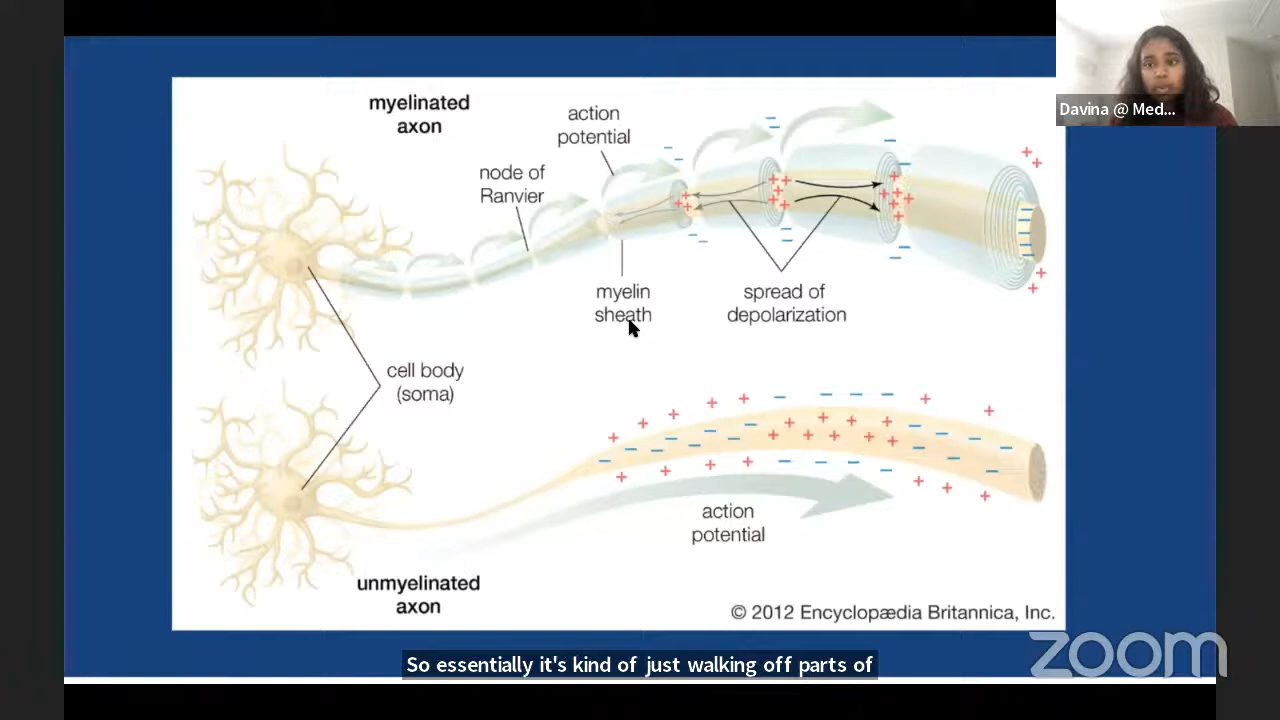 Davina @ Med...
myelinated
axon
action
potential
node of
Ranvier
myelin
sheath
spread of
depolarization
cell body
(soma)
action
potential
unmyelinated
axon
© 2012 Encyclopædia Britannica, Inc.
So essentially it's kind of just walking off parts of
zoom